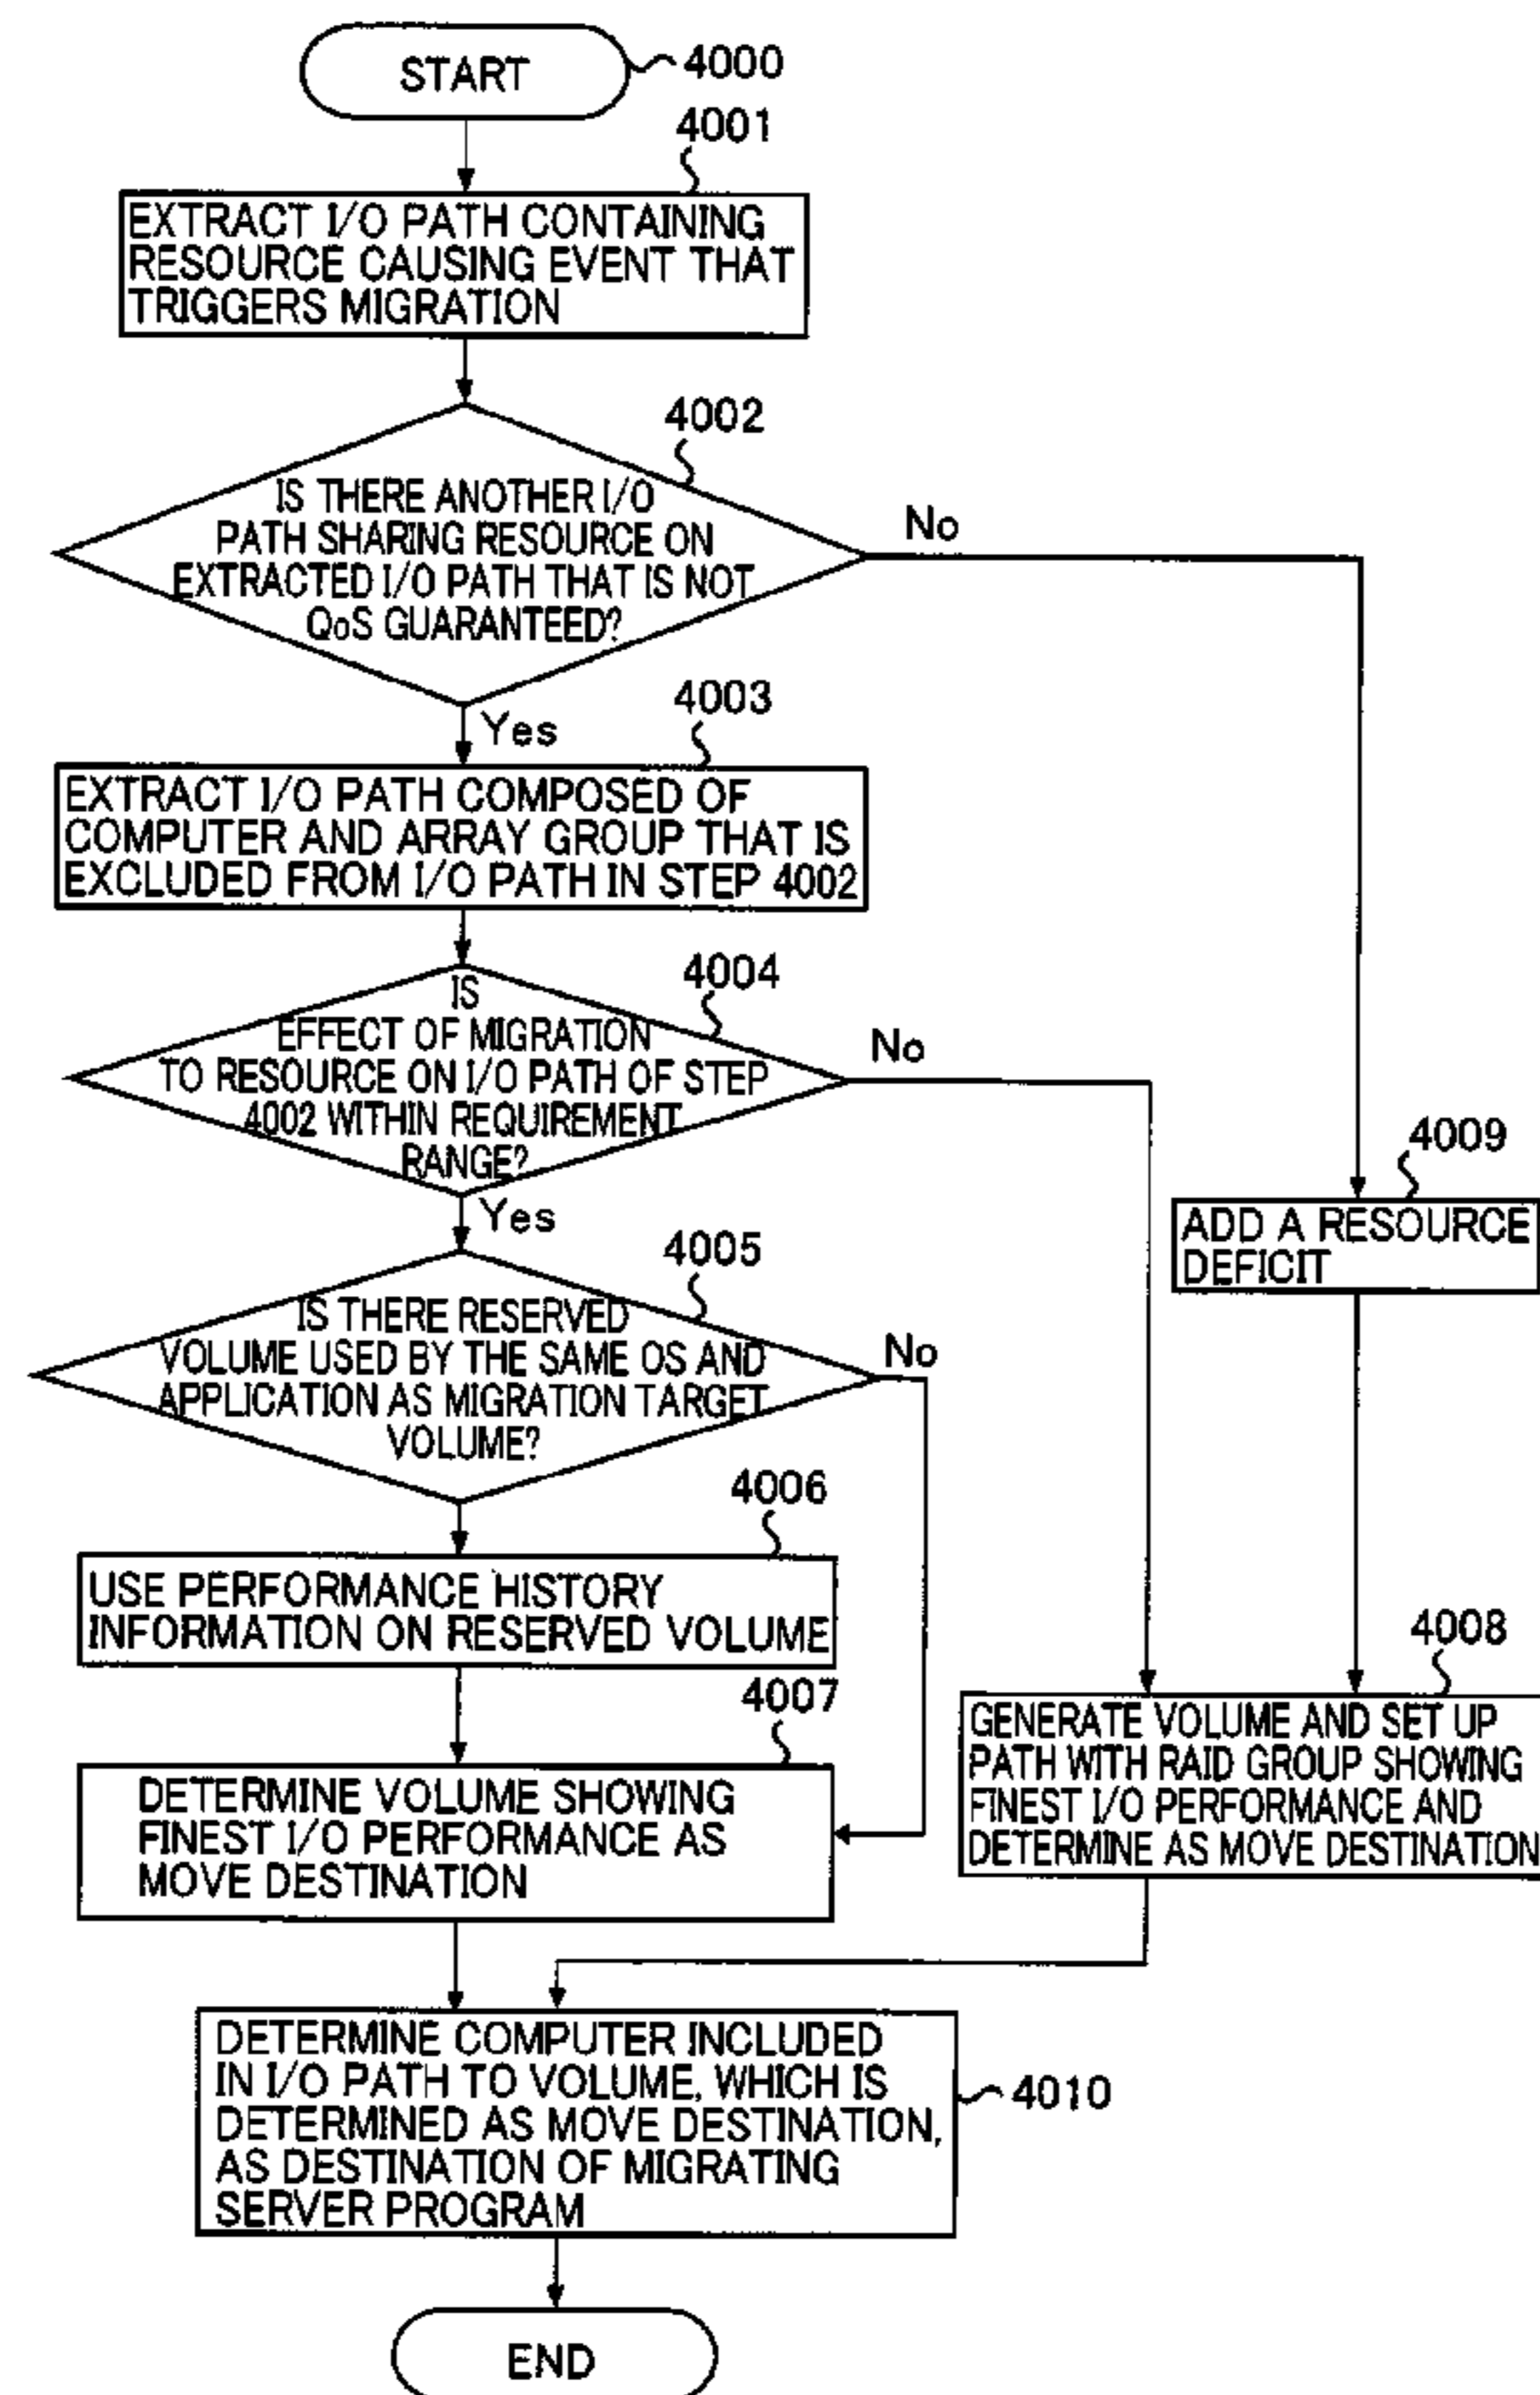 START
4000
4001
EXTRACT I/O PATH CONTAINING
RESOURCE CAUSING EVENT THAT
TRIGGERS MIGRATION
4002
IS THERE ANOTHER I/O
PATH SHARING RESOURCE ON
EXTRACTED I/O PATH THAT IS NOT
QoS GUARANTEED?
No
Yes
4003
EXTRACT I/O PATH COMPOSED OF
COMPUTER AND ARRAY GROUP THAT IS
EXCLUDED FROM I/O PATH IN STEP 4002
4004
IS
EFFECT OF MIGRATION
TO RESOURCE ON I/O PATH OF STEP
4002 WITHIN REQUIREMENT
RANGE?
No
Yes
4009
ADD A RESOURCE
DEFICIT
4005
IS THERE RESERVED
VOLUME USED BY THE SAME OS AND
APPLICATION AS MIGRATION TARGET
VOLUME?
No
4006
USE PERFORMANCE HISTORY
INFORMATION ON RESERVED VOLUME
4007
DETERMINE VOLUME SHOWING
FINEST I/O PERFORMANCE AS
MOVE DESTINATION
4008
GENERATE VOLUME AND SET UP
PATH WITH RAID GROUP SHOWING
FINEST I/O PERFORMANCE AND
DETERMINE AS MOVE DESTINATION
DETERMINE COMPUTER INCLUDED
IN I/O PATH TO VOLUME, WHICH IS
DETERMINED AS MOVE DESTINATION,
AS DESTINATION OF MIGRATING
SERVER PROGRAM
4010
END